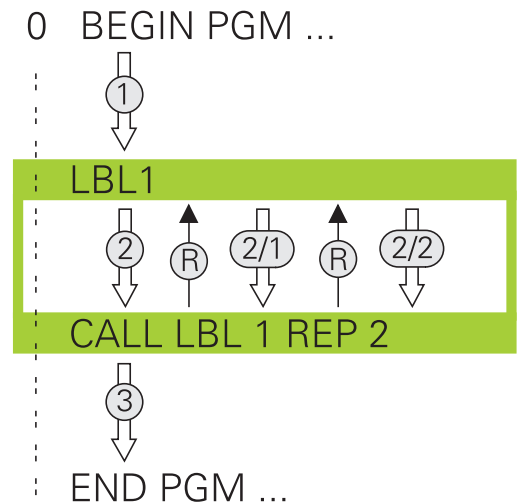 0 BEGIN PGM ...
1
LBL1
2 R 2/1 R 2/2
CALL LBL 1 REP 2
3
END PGM ...